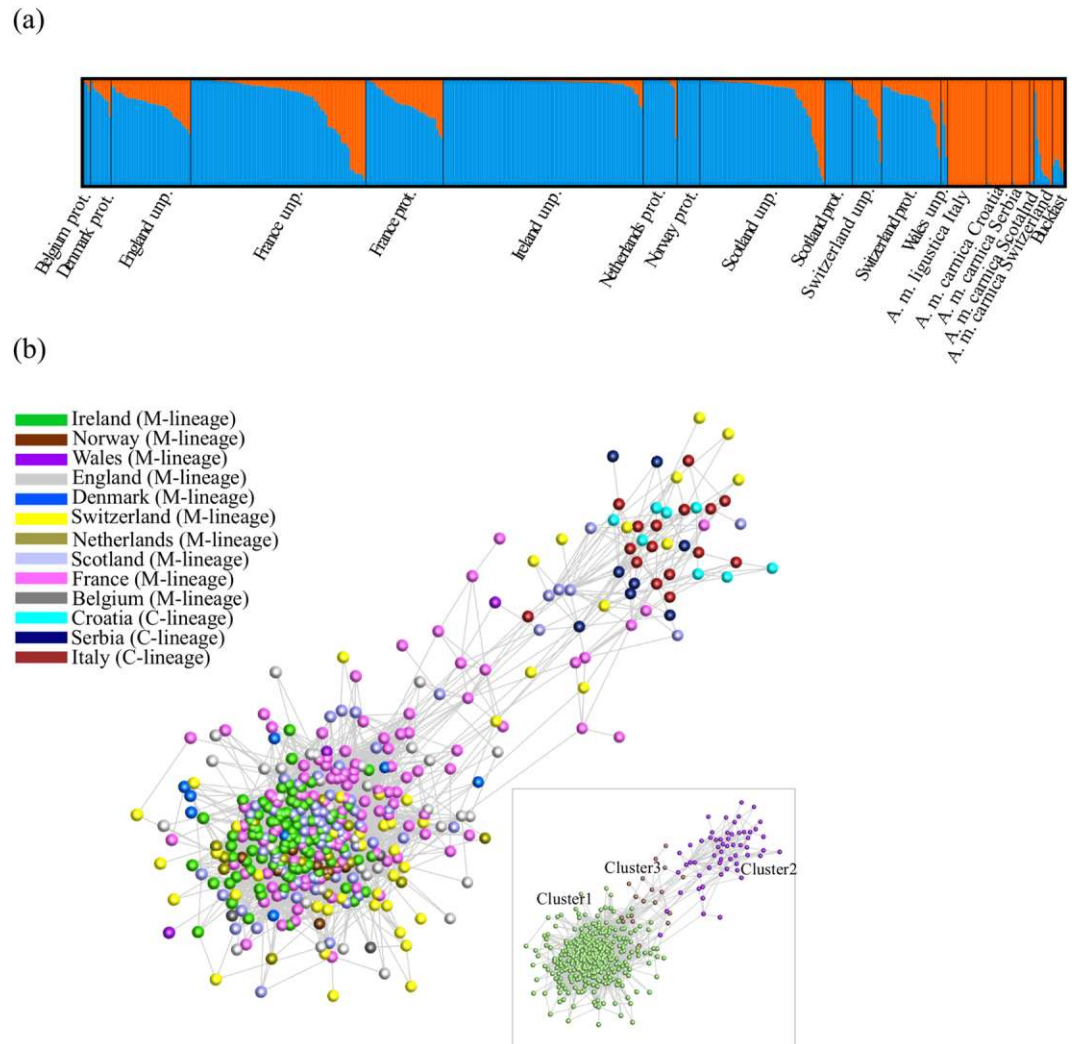 (a)
Belgium prot.
Denmark prot.
England unp.
France unp.
France prot.
Ireland unp.
Netherlands prot.
Norway prot.
Scotland unp.
Scotland prot.
Switzerland unp.
Switzerland prot.
Wales unp.
A. m. ligustica Italy
A. m. carnica Croatia
A. m. carnica Serbia
A. m. carnica Scotland
A. m. carnica Switzerland
Buckfast
(b)
Ireland (M-lineage)
Norway (M-lineage)
Wales (M-lineage)
England (M-lineage)
Denmark (M-lineage)
Switzerland (M-lineage)
Netherlands (M-lineage)
Scotland (M-lineage)
France (M-lineage)
Belgium (M-lineage)
Croatia (C-lineage)
Serbia (C-lineage)
Italy (C-lineage)
Cluster3
Cluster2
Cluster1